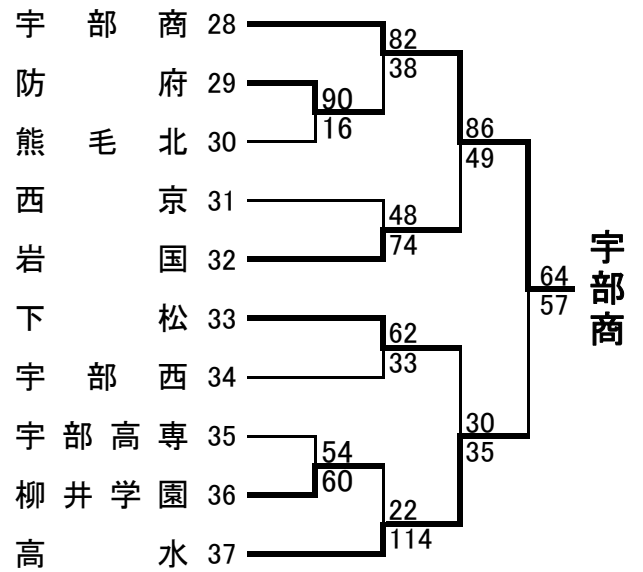 宇部商 28
防府 29
熊毛北 30
西京 31
岩国 32
下松 33
宇部西 34
宇部高専 35
柳井学園 36
高水 37
90
16
54
60
82
38
48
74
62
33
22
114
86
49
30
35
64
57
宇部商